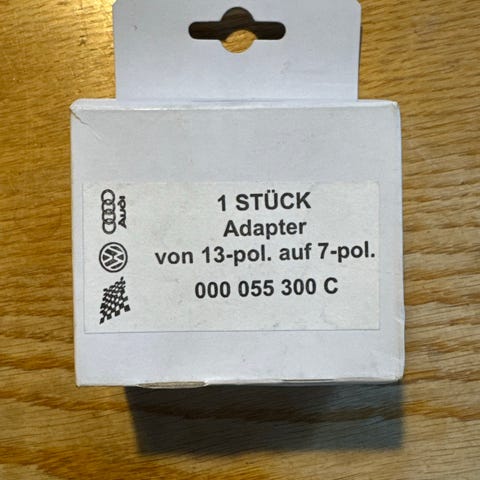 1 STÜCK
Adapter
von 13-pol. auf 7-pol.
000 055 300 C
Audi